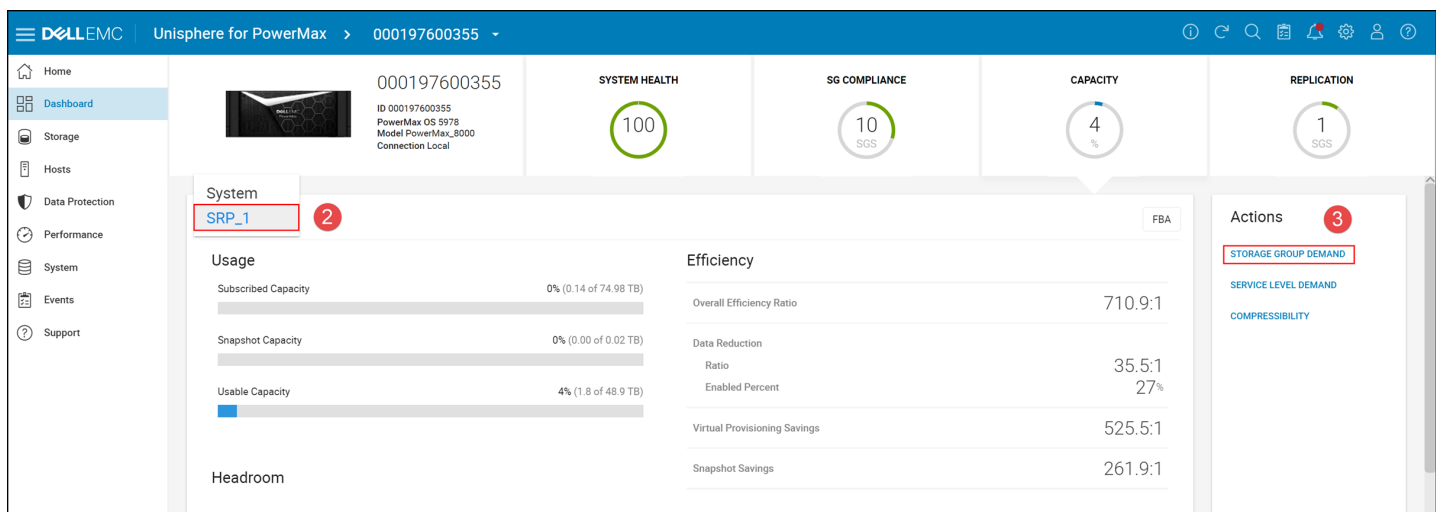 DELLEMC Unisphere for PowerMax > 000197600355
Home
Dashboard
Storage
Hosts
Data Protection
Performance
System
Events
Support
000197600355
ID 000197600355
PowerMax OS 5978
Model PowerMax_8000
Connection Local
SYSTEM HEALTH
100
SG COMPLIANCE
10
SGS
CAPACITY
4
%
REPLICATION
1
SGS
System
SRP_1 2
FBA
Usage
Subscribed Capacity 0% (0.14 of 74.98 TB)
Snapshot Capacity 0% (0.00 of 0.02 TB)
Usable Capacity 4% (1.8 of 48.9 TB)
Headroom
Efficiency
Overall Efficiency Ratio 710.9:1
Data Reduction
Ratio 35.5:1
Enabled Percent 27%
Virtual Provisioning Savings 525.5:1
Snapshot Savings 261.9:1
Actions 3
STORAGE GROUP DEMAND
SERVICE LEVEL DEMAND
COMPRESSIBILITY